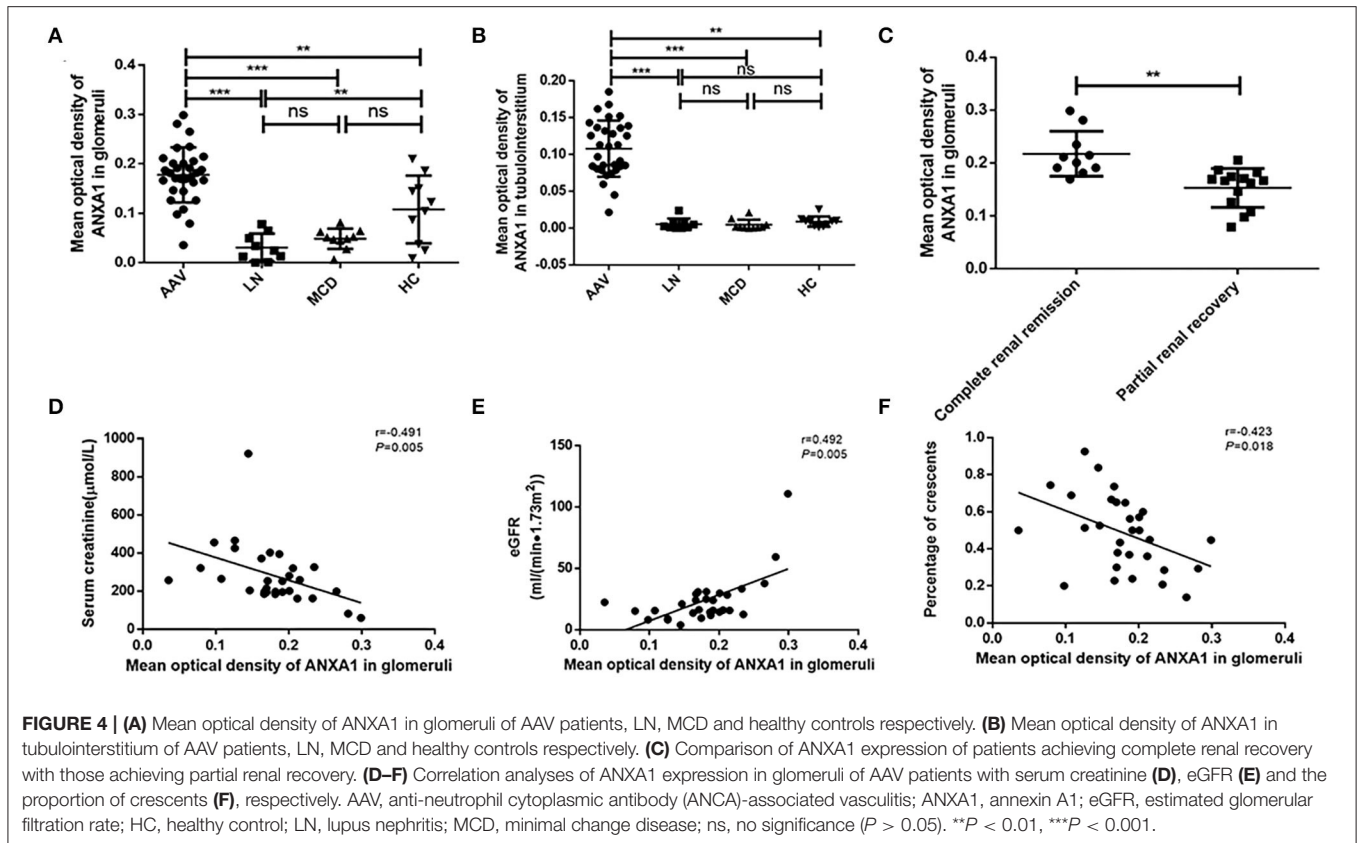 A
Mean optical density of
ANXA1 in glomeruli
0.4
0.3
0.2
0.1
0.0
**
***
***
**
ns
ns
AAV
LN
MCD
HC
B
Mean optical density of
ANXA1 in tubulointerstitium
0.20
0.15
0.10
0.05
0.00
-0.05
**
***
***
ns
ns
ns
AAV
LN
MCD
HC
C
Mean optical density of
ANXA1 in glomeruli
0.4
0.3
0.2
0.1
0.0
**
Complete renal remission
Partial renal recovery
D
Serum creatinine(μmol/L)
1000
800
600
400
200
0
r=-0.491
P=0.005
0.0 0.1 0.2 0.3 0.4
Mean optical density of ANXA1 in glomeruli
E
eGFR
(ml/(min•1.73m²))
150
100
50
0
r=0.492
P=0.005
0.0 0.1 0.2 0.3 0.4
Mean optical density of ANXA1 in glomeruli
F
Percentage of crescents
1.0
0.8
0.6
0.4
0.2
0.0
r=-0.423
P=0.018
0.0 0.1 0.2 0.3 0.4
Mean optical density of ANXA1 in glomeruli
FIGURE 4 | (A) Mean optical density of ANXA1 in glomeruli of AAV patients, LN, MCD and healthy controls respectively. (B) Mean optical density of ANXA1 in
tubulointerstitium of AAV patients, LN, MCD and healthy controls respectively. (C) Comparison of ANXA1 expression of patients achieving complete renal recovery
with those achieving partial renal recovery. (D–F) Correlation analyses of ANXA1 expression in glomeruli of AAV patients with serum creatinine (D), eGFR (E) and the
proportion of crescents (F), respectively. AAV, anti-neutrophil cytoplasmic antibody (ANCA)-associated vasculitis; ANXA1, annexin A1; eGFR, estimated glomerular
filtration rate; HC, healthy control; LN, lupus nephritis; MCD, minimal change disease; ns, no significance (P > 0.05). **P < 0.01, ***P < 0.001.